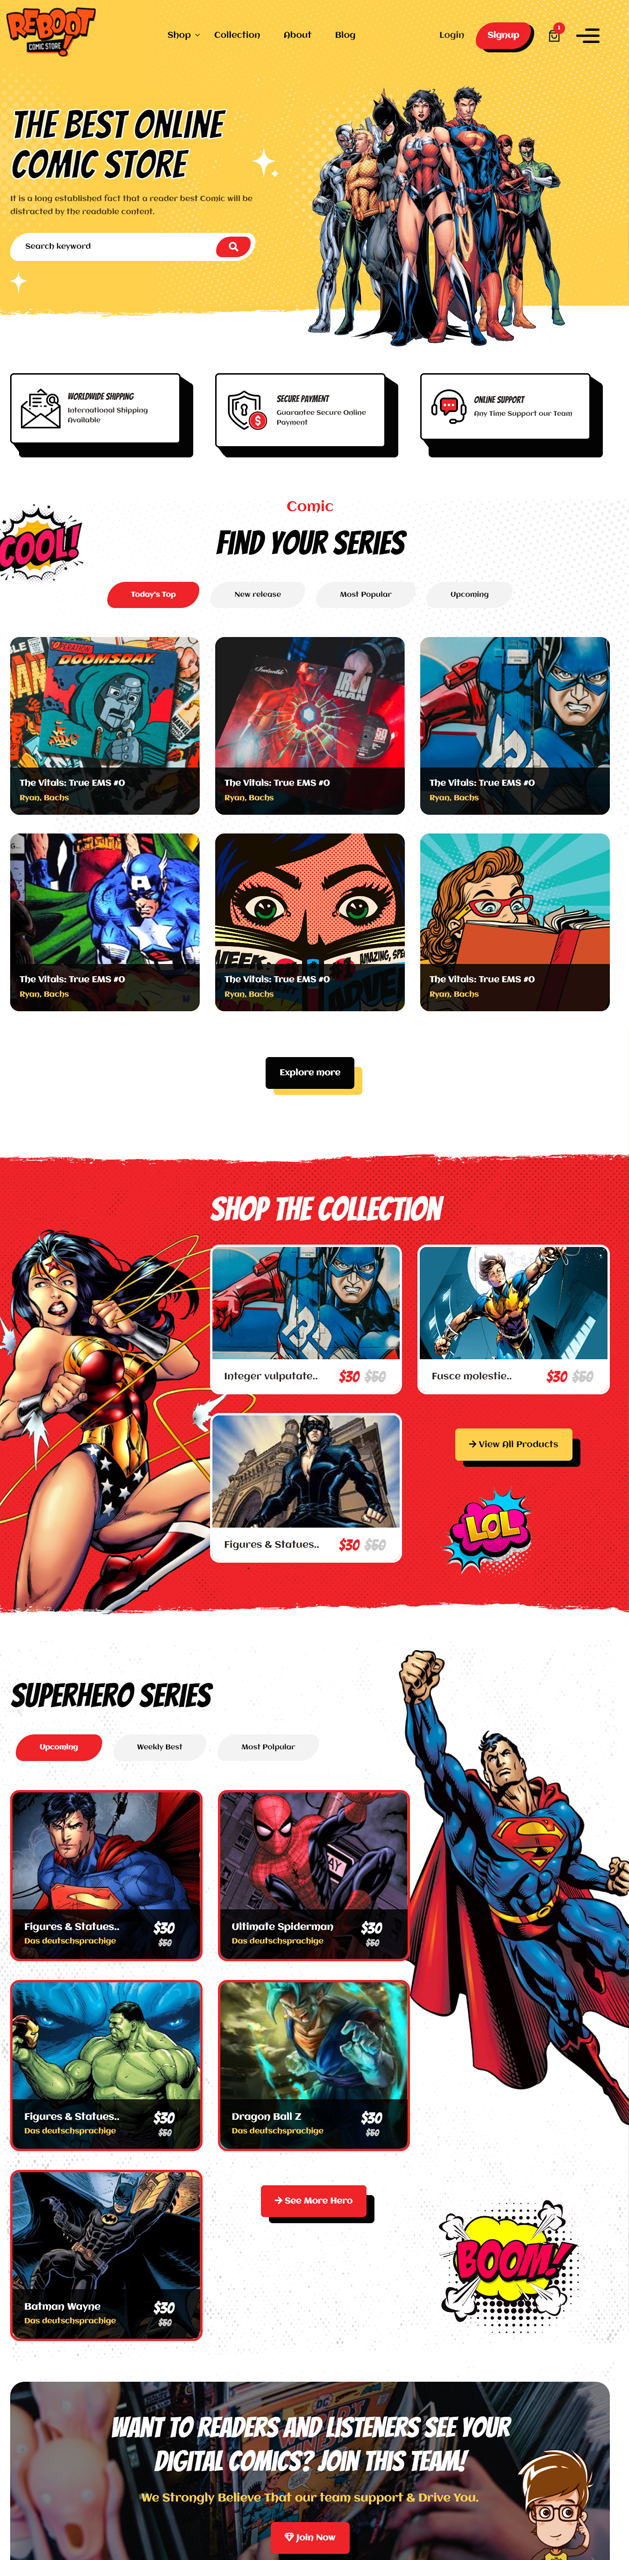 REBOOT
COMIC STORE
Shop
Collection
About
Blog
Login
Signup
1
THE BEST ONLINE
COMIC STORE
It is a long established fact that a reader best Comic will be
distracted by the readable content.
Search keyword
WORLDWIDE SHIPPING
International Shipping
Available
SECURE PAYMENT
Guarantee Secure Online
Payment
ONLINE SUPPORT
Any Time Support our Team
Comic
COOL!
FIND YOUR SERIES
Today's Top
New release
Most Popular
Upcoming
OPERATION:
DOOMSDAY
The Vitals: True EMS #0
Ryan, Bachs
Invincible
IRON
MAN
The Vitals: True EMS #0
Ryan, Bachs
The Vitals: True EMS #0
Ryan, Bachs
The Vitals: True EMS #0
Ryan, Bachs
WEEK:
AMAZING, SPE
The Vitals: True EMS #0
Ryan, Bachs
The Vitals: True EMS #0
Ryan, Bachs
Explore more
SHOP THE COLLECTION
Integer vulputate..
$30 $50
Fusce molestie..
$30 $50
Figures & Statues..
$30 $50
View All Products
LOL
SUPERHERO SERIES
Upcoming
Weekly Best
Most Polpular
Figures & Statues..
$30
Das deutschsprachige
$50
Ultimate Spiderman
$30
Das deutschsprachige
$50
Figures & Statues..
$30
Das deutschsprachige
$50
Dragon Ball Z
$30
Das deutschsprachige
$50
Batman Wayne
$30
Das deutschsprachige
$50
See More Hero
BOOM!
WANT TO READERS AND LISTENERS SEE YOUR
DIGITAL COMICS? JOIN THIS TEAM!
We Strongly Believe That our team support & Drive You.
Join Now